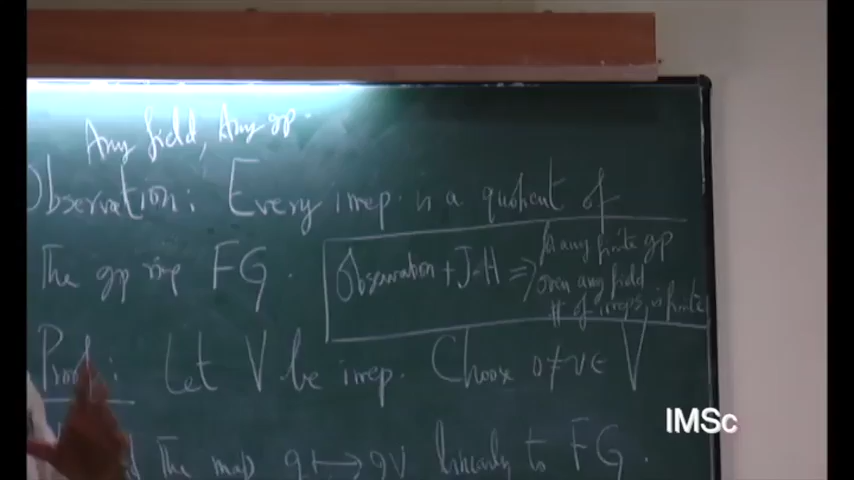 Any field, Any gp.
Observation: Every irrep. is a quotient of
The gp ring FG.
Observation + J-H ⇒ for any finite gp
over any field
# of irreps. is finite
Proof: Let V be irrep. Choose 0 ≠ v ∈ V
The map g ↦ gv linearly to FG.
IMSc